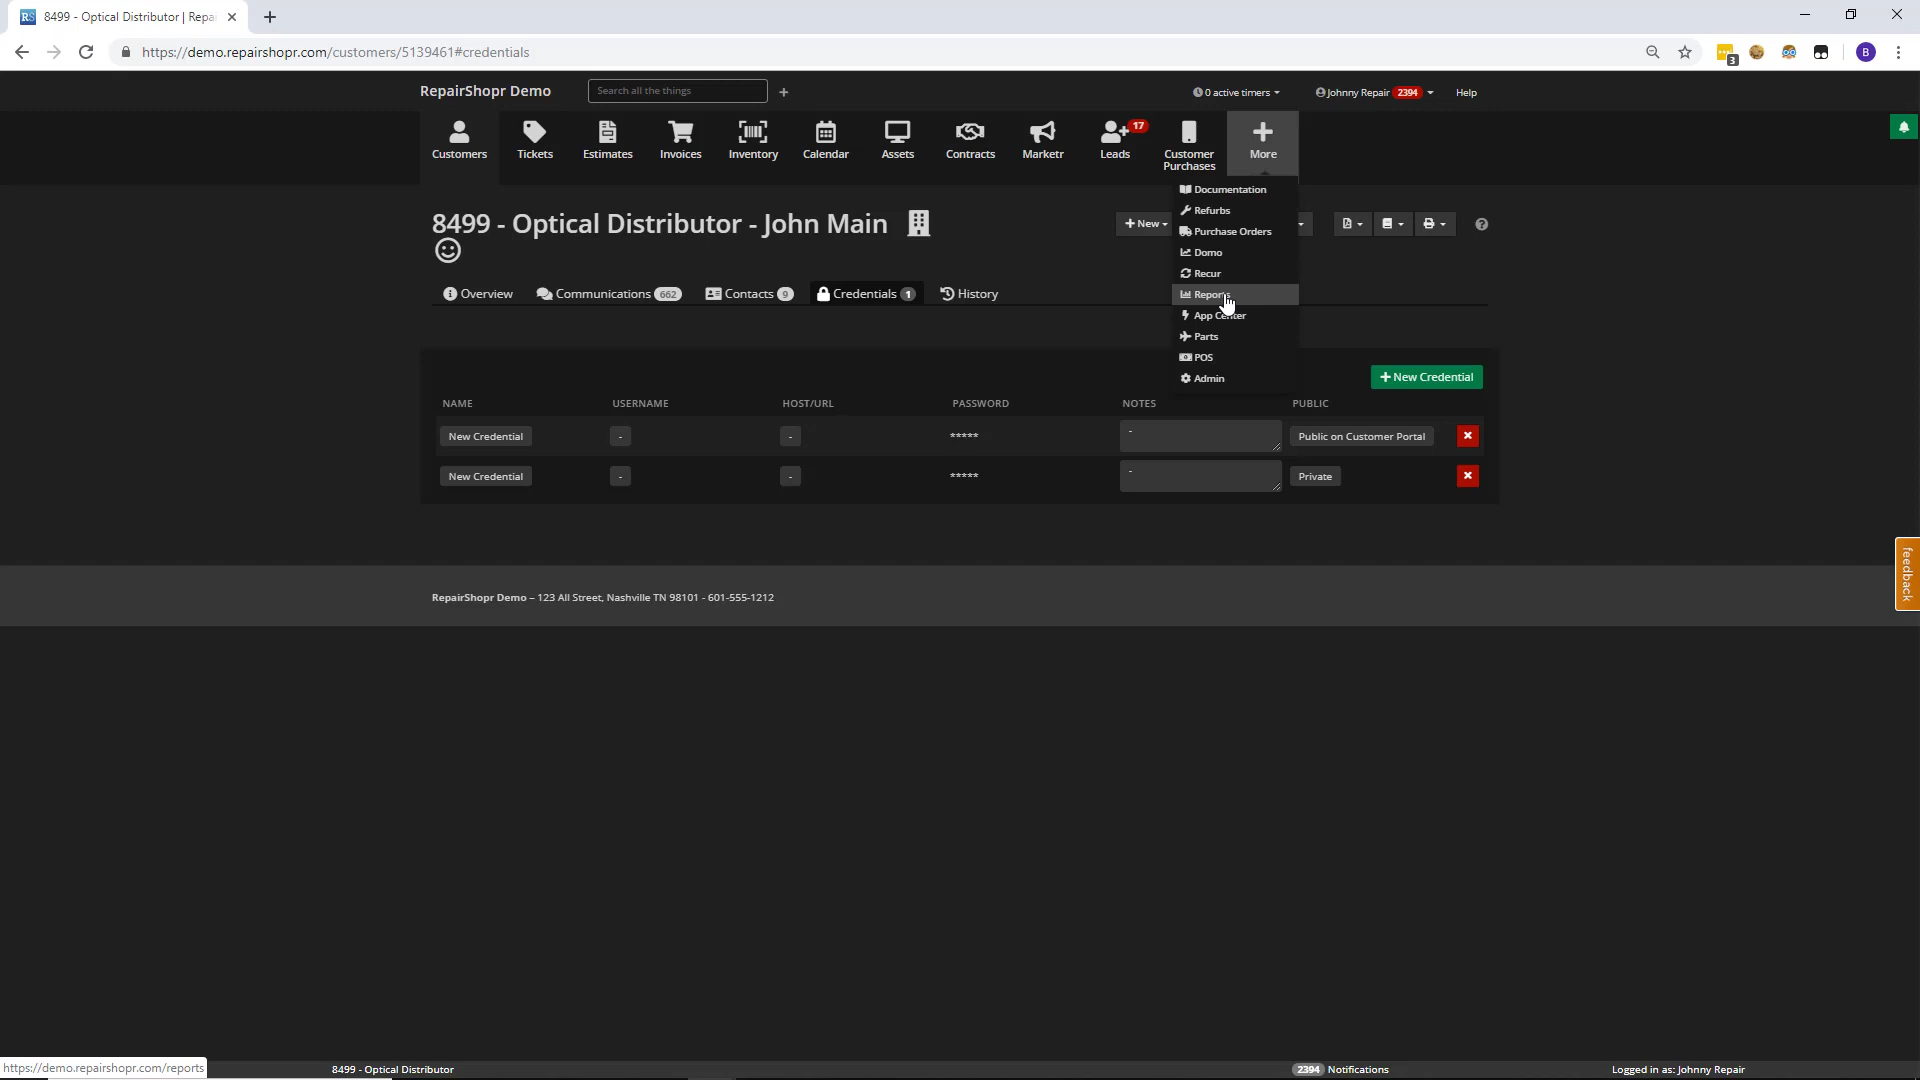 RS 8499 - Optical Distributor | Repa
https://demo.repairshopr.com/customers/5139461#credentials
3
B
RepairShopr Demo
Search all the things
0 active timers
Johnny Repair 2394
Help
Customers
Tickets
Estimates
Invoices
Inventory
Calendar
Assets
Contracts
Marketr
Leads
17
Customer Purchases
More
Documentation
Refurbs
Purchase Orders
Domo
Recur
Reports
App Center
Parts
POS
Admin
8499 - Optical Distributor - John Main
+ New
Overview
Communications 662
Contacts 9
Credentials 1
History
+ New Credential
NAME USERNAME HOST/URL PASSWORD NOTES PUBLIC
New Credential - - ***** - Public on Customer Portal
New Credential - - ***** - Private
feedback
RepairShopr Demo – 123 All Street, Nashville TN 98101 - 601-555-1212
https://demo.repairshopr.com/reports
8499 - Optical Distributor
2394 Notifications
Logged in as: Johnny Repair